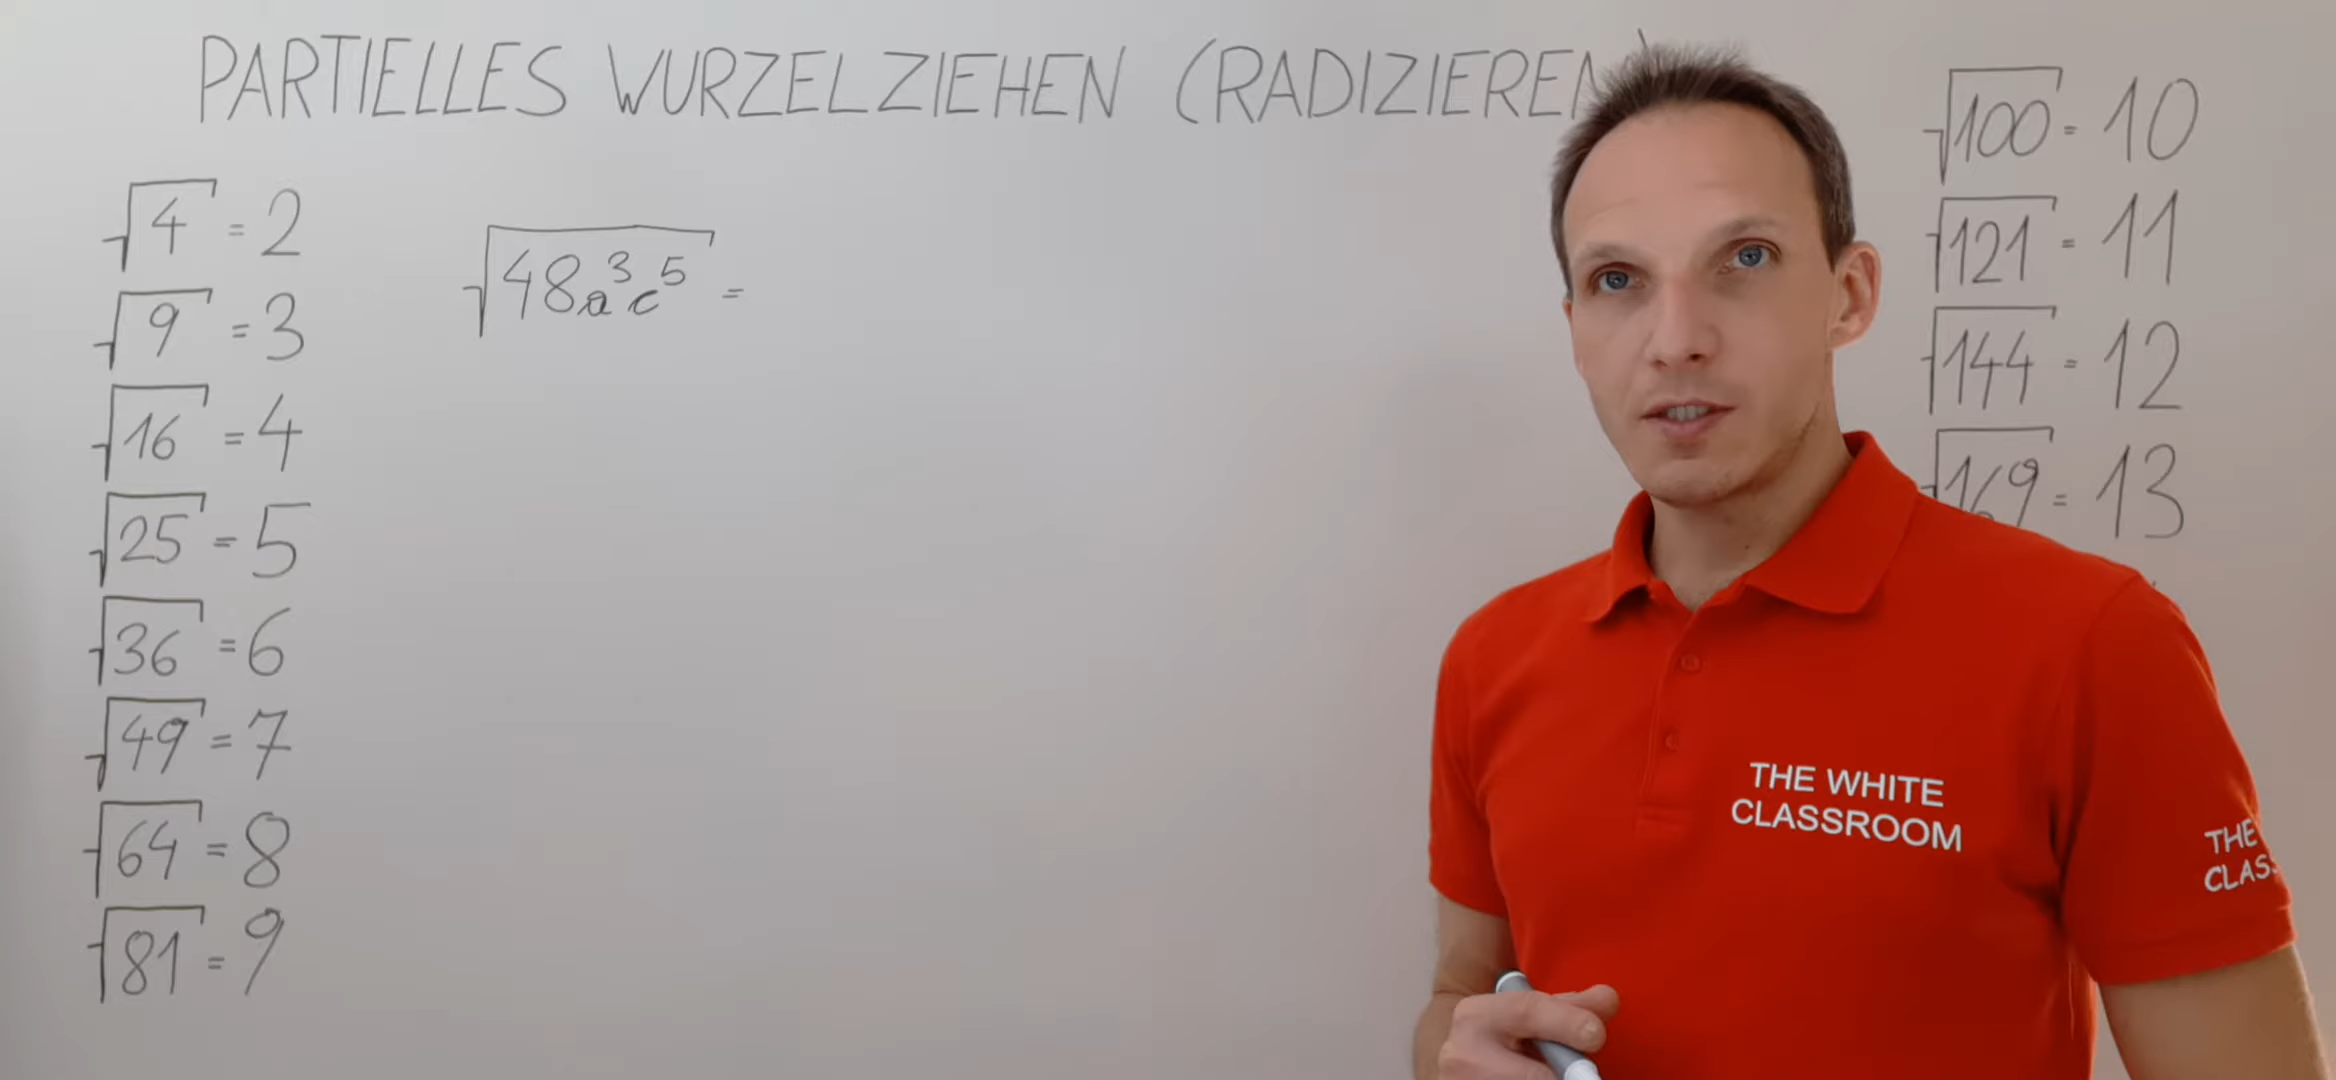 PARTIELLES WURZELZIEHEN (RADIZIEREN)
√4 = 2
√9 = 3
√16 = 4
√25 = 5
√36 = 6
√49 = 7
√64 = 8
√81 = 9
√48a³c⁵ =
√100 = 10
√121 = 11
√144 = 12
√169 = 13
THE WHITE
CLASSROOM
THE